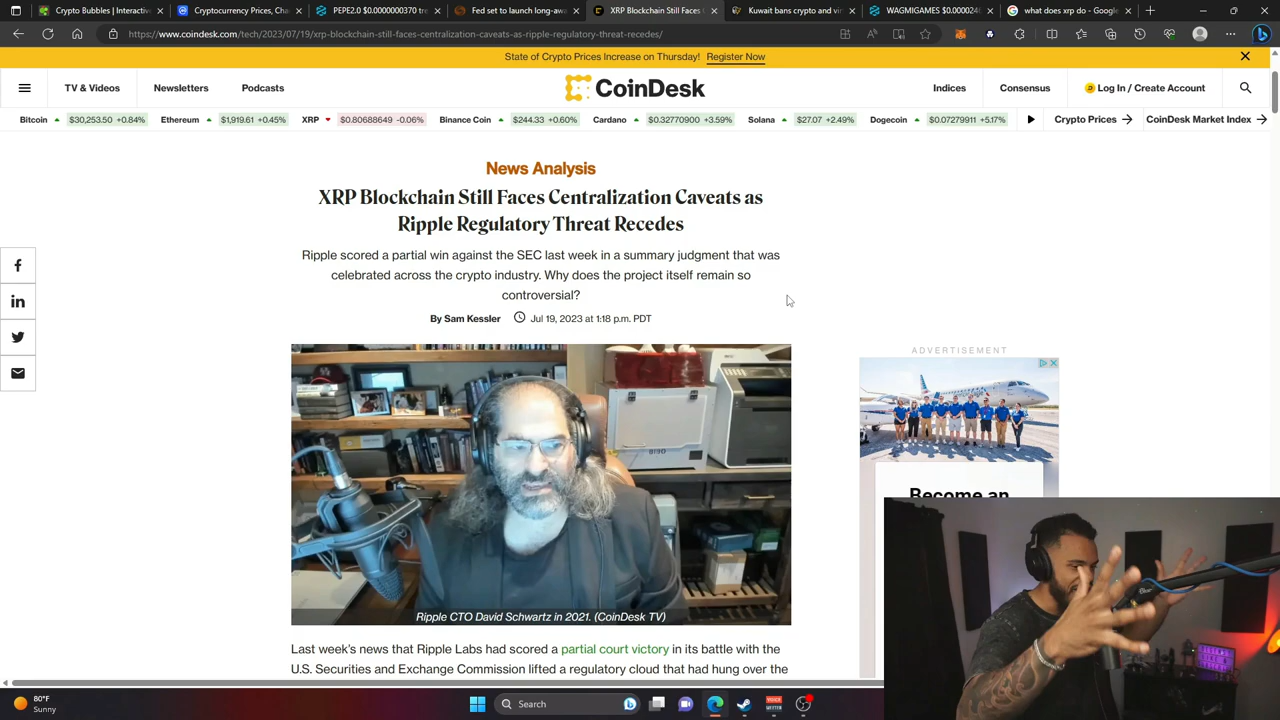 Crypto Bubbles | Interactive
Cryptocurrency Prices, Cha
PEPE2.0 $0.0000000370 tre
Fed set to launch long-awa
XRP Blockchain Still Faces C
Kuwait bans crypto and vir
WAGMIGAMES $0.0000024
what does xrp do - Google
https://www.coindesk.com/tech/2023/07/19/xrp-blockchain-still-faces-centralization-caveats-as-ripple-regulatory-threat-recedes/
State of Crypto Prices Increase on Thursday! Register Now
TV & Videos
Newsletters
Podcasts
CoinDesk
Indices
Consensus
Log In / Create Account
Bitcoin $30,253.50 +0.84%
Ethereum $1,919.61 +0.45%
XRP $0.80688649 -0.06%
Binance Coin $244.33 +0.60%
Cardano $0.32770900 +3.59%
Solana $27.07 +2.49%
Dogecoin $0.07279911 +5.17%
Crypto Prices
CoinDesk Market Index
News Analysis
XRP Blockchain Still Faces Centralization Caveats as
Ripple Regulatory Threat Recedes
Ripple scored a partial win against the SEC last week in a summary judgment that was
celebrated across the crypto industry. Why does the project itself remain so
controversial?
By Sam Kessler Jul 19, 2023 at 1:18 p.m. PDT
ADVERTISEMENT
Become an
Ripple CTO David Schwartz in 2021. (CoinDesk TV)
Last week's news that Ripple Labs had scored a partial court victory in its battle with the
U.S. Securities and Exchange Commission lifted a regulatory cloud that had hung over the
80°F
Sunny
Search